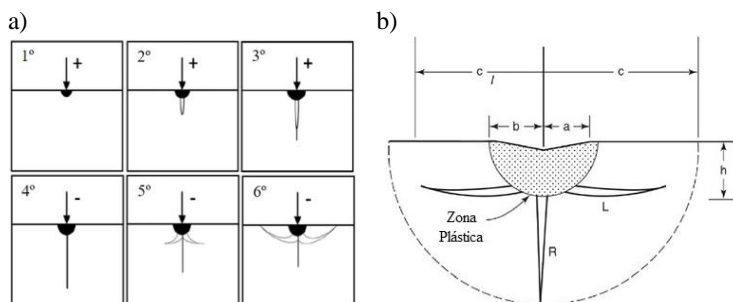 a)
1º +
2º +
3º +
4º -
5º -
6º -
b)
c c
l
b a
h
Zona
Plástica
L
R